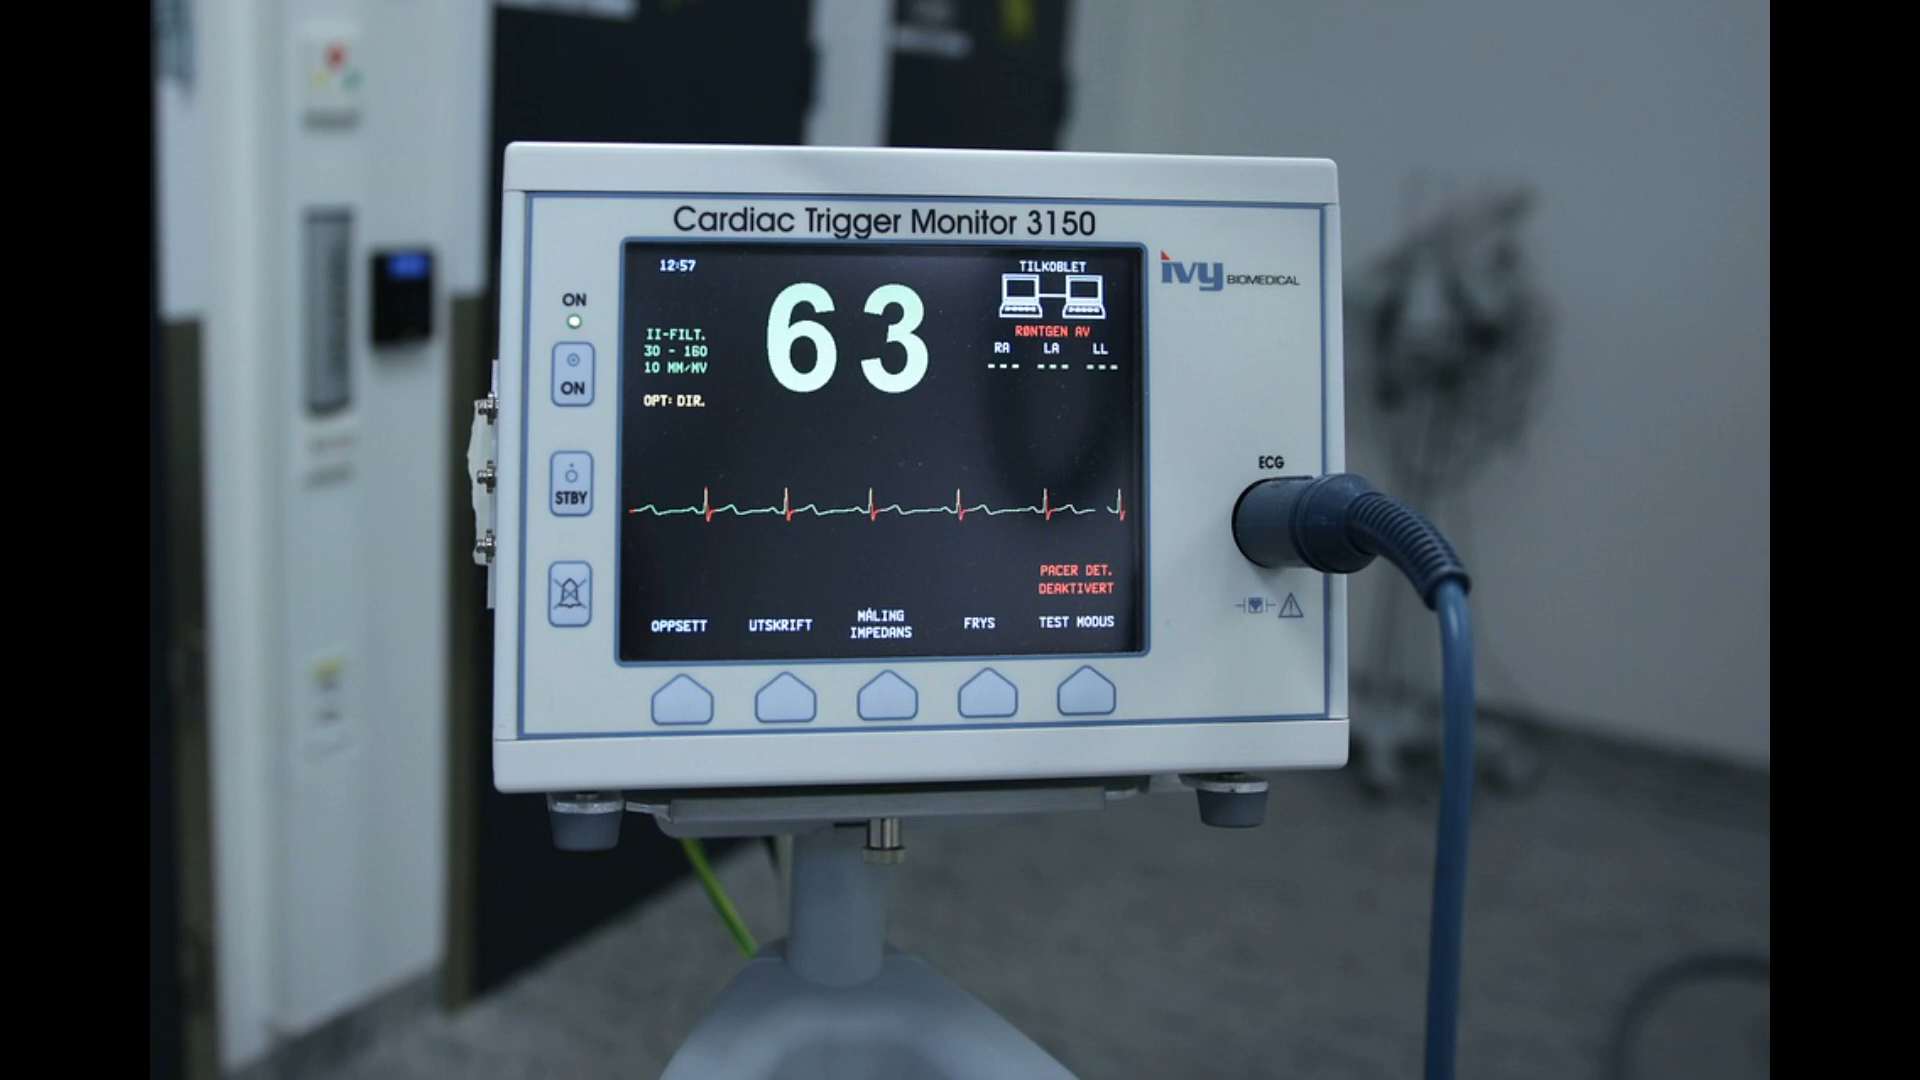 Cardiac Trigger Monitor 3150
ivy BIOMEDICAL
12:57
63
TILKOBLET
RØNTGEN AV
RA LA LL
--- --- ---
II-FILT.
30 - 160
10 MM/MV
OPT: DIR.
ON
ON
STBY
ECG
PACER DET.
DEAKTIVERT
OPPSETT
UTSKRIFT
MÅLING
IMPEDANS
FRYS
TEST MODUS